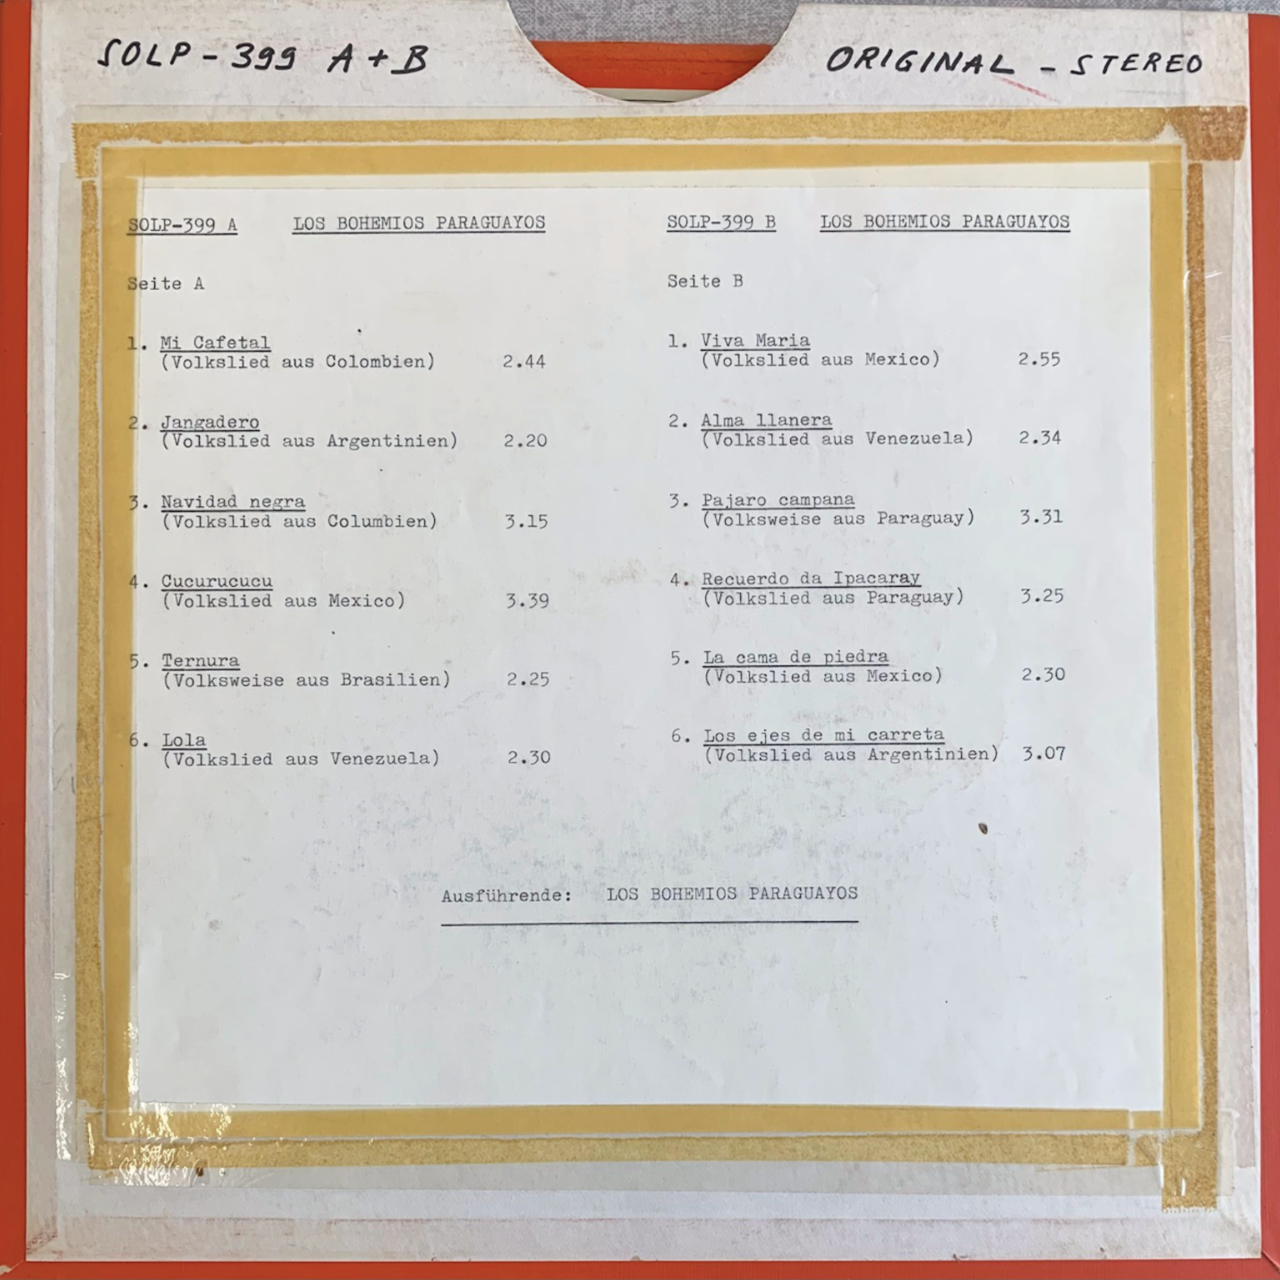 SOLP-399 A+B
ORIGINAL - STEREO
SOLP-399 A LOS BOHEMIOS PARAGUAYOS
Seite A
1. Mi Cafetal
(Volkslied aus Colombien) 2.44
2. Jangadero
(Volkslied aus Argentinien) 2.20
3. Navidad negra
(Volkslied aus Columbien) 3.15
4. Cucurucucu
(Volkslied aus Mexico) 3.39
5. Ternura
(Volksweise aus Brasilien) 2.25
6. Lola
(Volkslied aus Venezuela) 2.30
SOLP-399 B LOS BOHEMIOS PARAGUAYOS
Seite B
1. Viva Maria
(Volkslied aus Mexico) 2.55
2. Alma llanera
(Volkslied aus Venezuela) 2.34
3. Pajaro campana
(Volksweise aus Paraguay) 3.31
4. Recuerdo da Ipacaray
(Volkslied aus Paraguay) 3.25
5. La cama de piedra
(Volkslied aus Mexico) 2.30
6. Los ejes de mi carreta
(Volkslied aus Argentinien) 3.07
Ausführende: LOS BOHEMIOS PARAGUAYOS